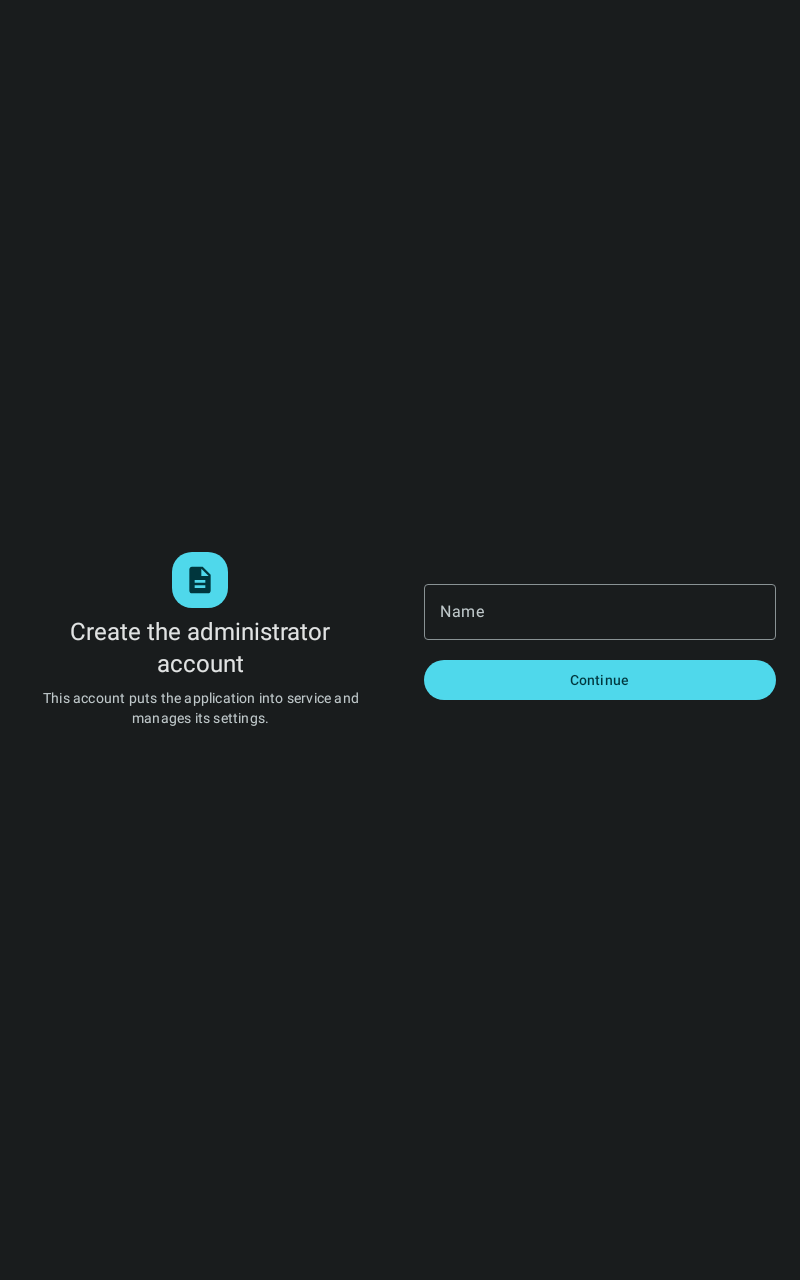 Create the administrator
account
This account puts the application into service and
manages its settings.
Name
Continue